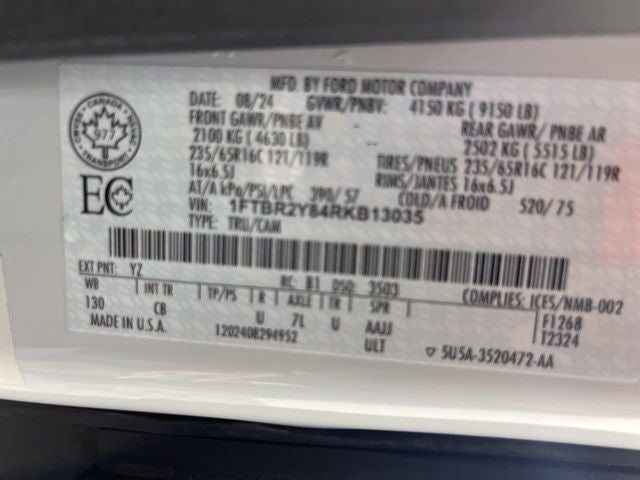 MFD. BY FORD MOTOR COMPANY
DATE: 08/24 GVWR/PNBV: 4150 KG ( 9150 LB)
FRONT GAWR/PNBE AV REAR GAWR/ PNBE AR
2100 KG ( 4630 LB) 2502 KG ( 5515 LB)
235/65R16C 121/119R TIRES/PNEUS 235/65R16C 121/119R
16x6.5J RIMS/JANTES 16x6.5J
AT/A kPa/PSI/LPC 390/ 57 COLD/A FROID 520/ 75
VIN: 1FTBR2Y84RKB13035
TYPE: TRU/CAM
CANADA
977
TRANSPORT
EC
EXT PNT: YZ RC: B1 DSO: 3503 COMPLIES: ICES/NMB-002
WB INT TR TP/PS R AXLE TR SPR F1268
130 CB U 7L U AAJJ T2324
MADE IN U.S.A. 1202408294952 ULT 5U5A-3520472-AA